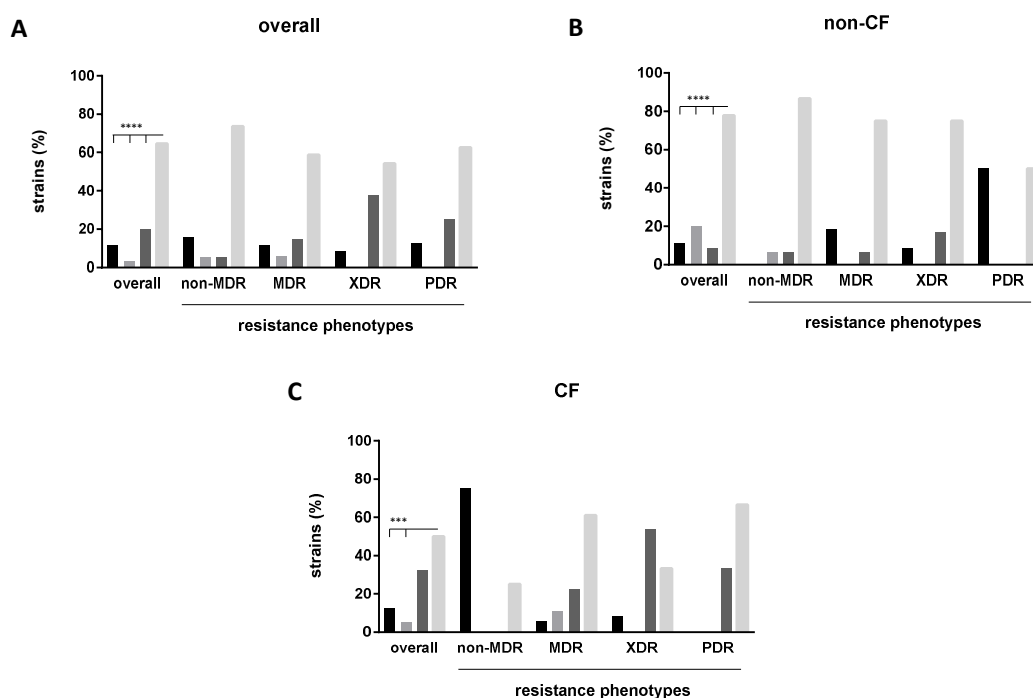 A
overall
strains (%)
100
80
60
40
20
0
****
overall
non-MDR
MDR
XDR
PDR
resistance phenotypes
B
non-CF
strains (%)
100
80
60
40
20
0
****
overall
non-MDR
MDR
XDR
PDR
resistance phenotypes
C
CF
strains (%)
100
80
60
40
20
0
***
overall
non-MDR
MDR
XDR
PDR
resistance phenotypes